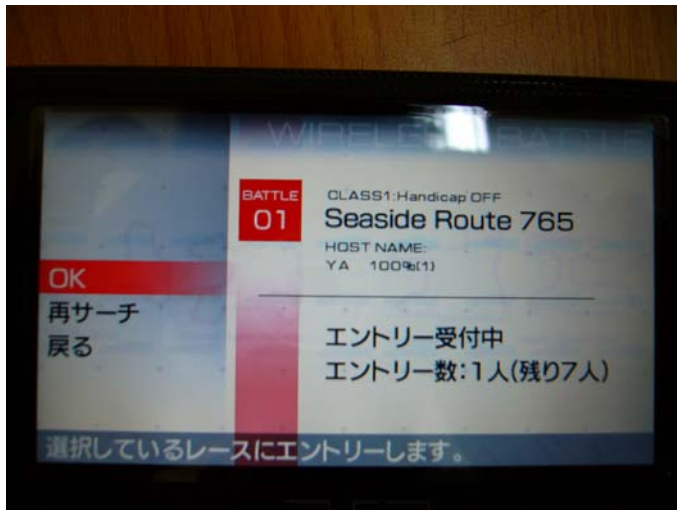 WIRELESS BATTLE
BATTLE
01
CLASS1:Handicap OFF
Seaside Route 765
HOST NAME:
YA 100%(1)
OK
再サーチ
戻る
エントリー受付中
エントリー数:1人(残り7人)
選択しているレースにエントリーします。